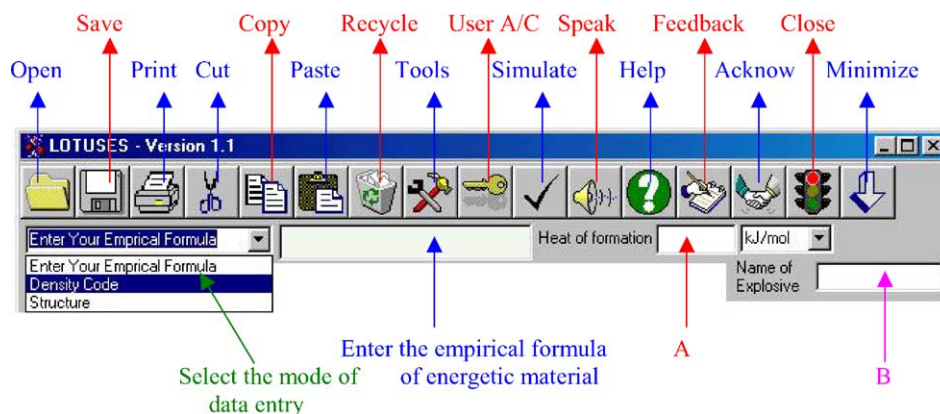 Save
Copy
Recycle
User A/C
Speak
Feedback
Close
Open
Print
Cut
Paste
Tools
Simulate
Help
Acknow
Minimize
LOTUSES - Version 1.1
Enter Your Emprical Formula
Heat of formation
kJ/mol
Enter Your Emprical Formula
Density Code
Structure
Name of
Explosive
Enter the empirical formula
of energetic material
A
B
Select the mode of
data entry